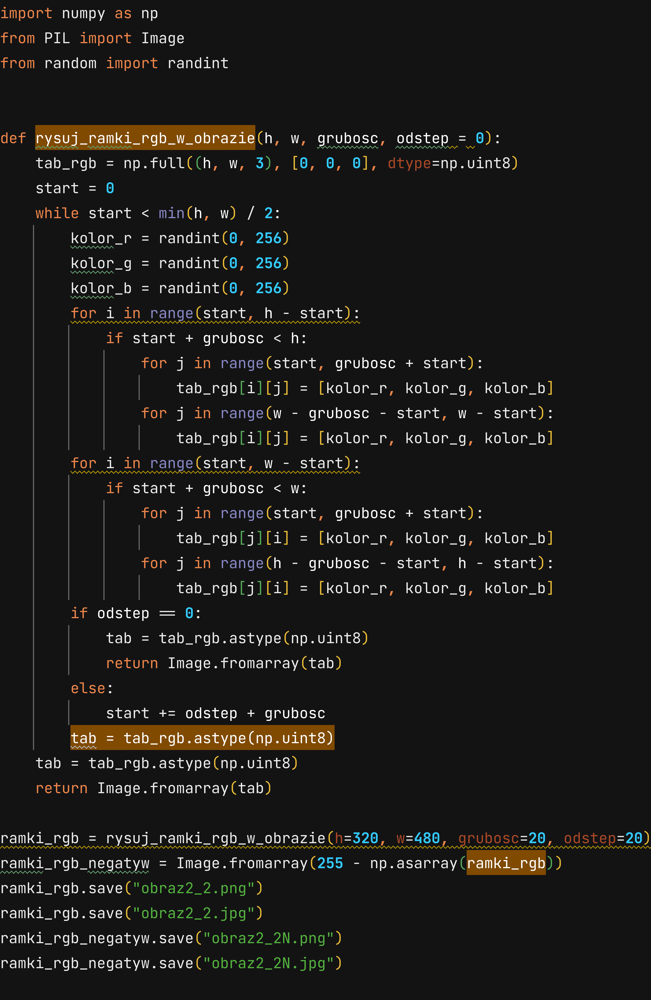 import numpy as np
from PIL import Image
from random import randint
def rysuj_ramki_rgb_w_obrazie(h, w, grubosc, odstep = 0):
    tab_rgb = np.full((h, w, 3), [0, 0, 0], dtype=np.uint8)
    start = 0
    while start < min(h, w) / 2:
        kolor_r = randint(0, 256)
        kolor_g = randint(0, 256)
        kolor_b = randint(0, 256)
        for i in range(start, h - start):
            if start + grubosc < h:
                for j in range(start, grubosc + start):
                    tab_rgb[i][j] = [kolor_r, kolor_g, kolor_b]
                for j in range(w - grubosc - start, w - start):
                    tab_rgb[i][j] = [kolor_r, kolor_g, kolor_b]
        for i in range(start, w - start):
            if start + grubosc < w:
                for j in range(start, grubosc + start):
                    tab_rgb[j][i] = [kolor_r, kolor_g, kolor_b]
                for j in range(h - grubosc - start, h - start):
                    tab_rgb[j][i] = [kolor_r, kolor_g, kolor_b]
        if odstep == 0:
            tab = tab_rgb.astype(np.uint8)
            return Image.fromarray(tab)
        else:
            start += odstep + grubosc
        tab = tab_rgb.astype(np.uint8)
    tab = tab_rgb.astype(np.uint8)
    return Image.fromarray(tab)
ramki_rgb = rysuj_ramki_rgb_w_obrazie(h=320, w=480, grubosc=20, odstep=20)
ramki_rgb_negatyw = Image.fromarray(255 - np.asarray(ramki_rgb))
ramki_rgb.save("obraz2_2.png")
ramki_rgb.save("obraz2_2.jpg")
ramki_rgb_negatyw.save("obraz2_2N.png")
ramki_rgb_negatyw.save("obraz2_2N.jpg")